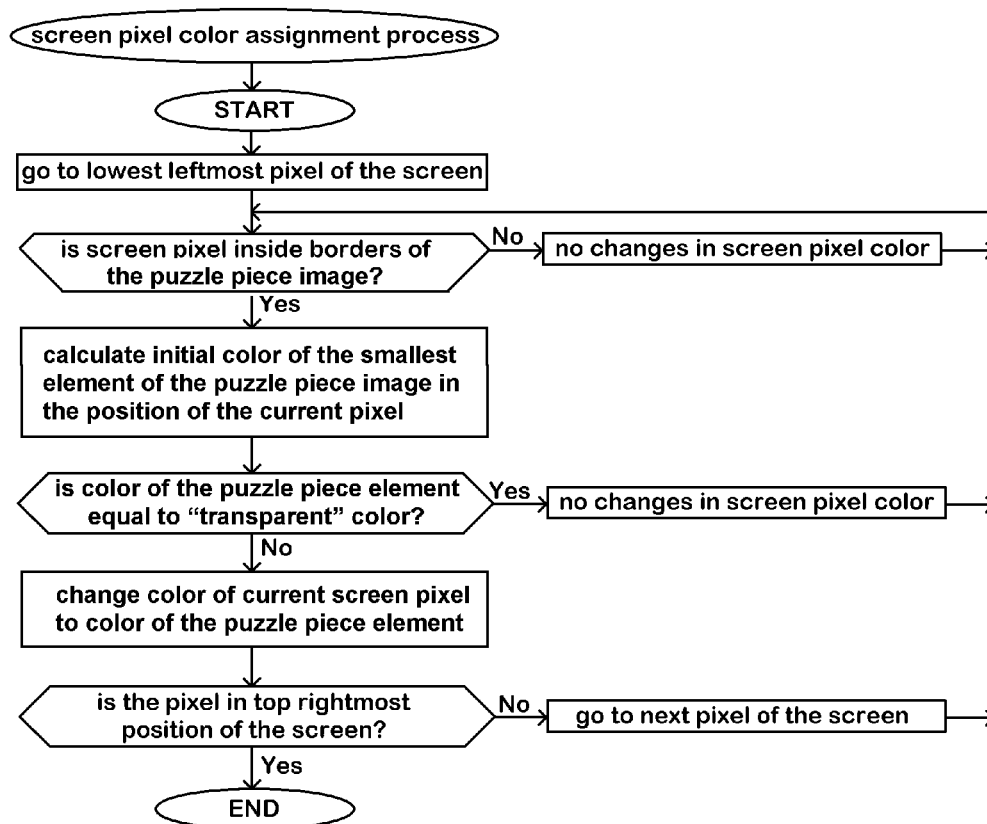 screen pixel color assignment process
START
go to lowest leftmost pixel of the screen
is screen pixel inside borders of
the puzzle piece image?
No
no changes in screen pixel color
Yes
calculate initial color of the smallest
element of the puzzle piece image in
the position of the current pixel
is color of the puzzle piece element
equal to “transparent” color?
Yes
no changes in screen pixel color
No
change color of current screen pixel
to color of the puzzle piece element
is the pixel in top rightmost
position of the screen?
No
go to next pixel of the screen
Yes
END